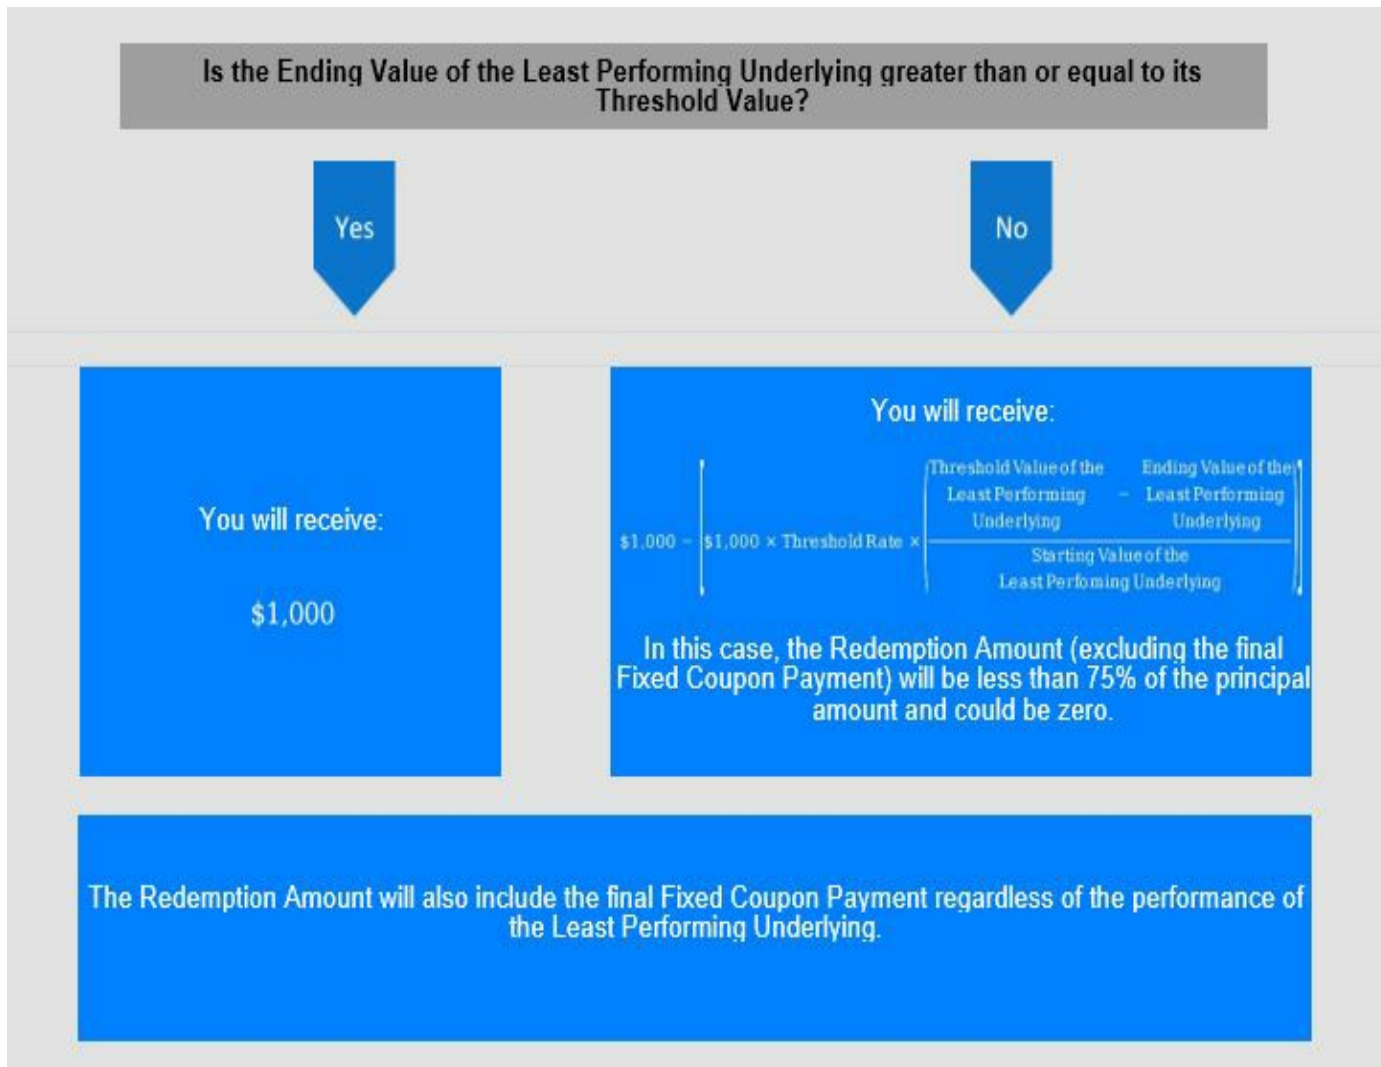 Is the Ending Value of the Least Performing Underlying greater than or equal to its
Threshold Value?
Yes
No
You will receive:
$1,000
You will receive:
Threshold Value of the Ending Value of the
Least Performing − Least Performing
Underlying Underlying
$1,000 − $1,000 × Threshold Rate ×
Starting Value of the
Least Perfoming Underlying
In this case, the Redemption Amount (excluding the final
Fixed Coupon Payment) will be less than 75% of the principal
amount and could be zero.
The Redemption Amount will also include the final Fixed Coupon Payment regardless of the performance of
the Least Performing Underlying.